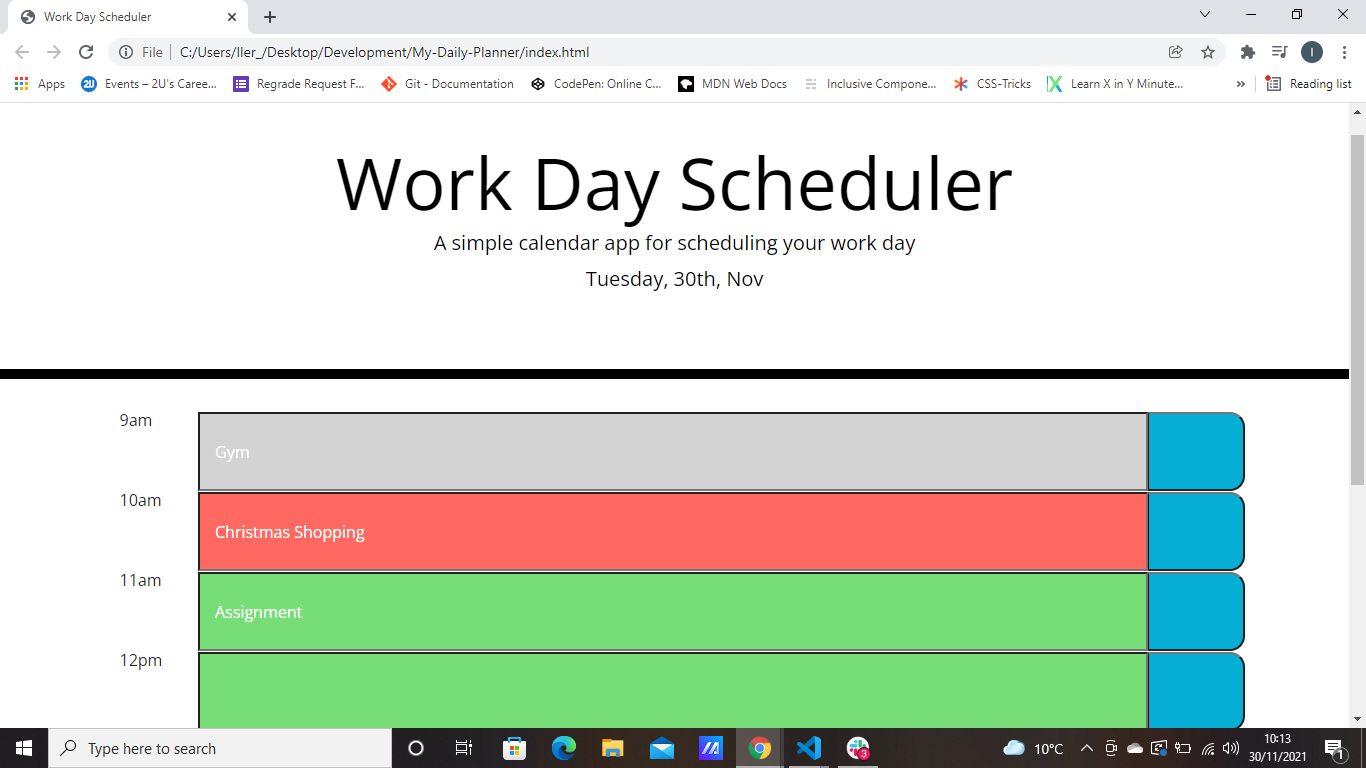 Work Day Scheduler
File
C:/Users/ller_/Desktop/Development/My-Daily-Planner/index.html
I
Apps
2U
Events – 2U's Caree...
Regrade Request F...
Git - Documentation
CodePen: Online C...
MDN Web Docs
Inclusive Compone...
CSS-Tricks
Learn X in Y Minute...
»
Reading list
Work Day Scheduler
A simple calendar app for scheduling your work day
Tuesday, 30th, Nov
9am
Gym
10am
Christmas Shopping
11am
Assignment
12pm
Type here to search
3
10°C
10:13
30/11/2021
1